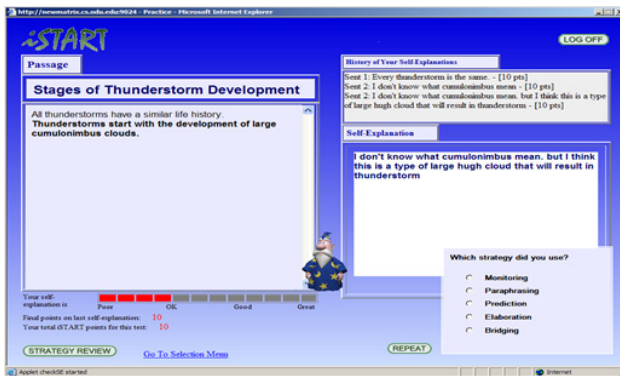 http://newmatrix.cs.odu.edu:9024 - Practice - Microsoft Internet Explorer
iSTART
LOG OFF
Passage
Stages of Thunderstorm Development
All thunderstorms have a similar life history.
Thunderstorms start with the development of large
cumulonimbus clouds.
History of Your Self-Explanations
Sent 1: Every thunderstorm is the same. - [10 pts]
Sent 2: I don't know what cumulonimbus mean - [10 pts]
Sent 2: I don't know what cumulonimbus mean. but I think this is a type
of large hugh cloud that will result in thunderstorm - [10 pts]
Self-Explanation
I don't know what cumulonimbus mean. but I think
this is a type of large hugh cloud that will result in
thunderstorm
Which strategy did you use?
Monitoring
Paraphrasing
Prediction
Elaboration
Bridging
Your self-
explanation is
Poor OK Good Great
Final points on last self-explanation: 10
Your total iSTART points for this test: 10
STRATEGY REVIEW
Go To Selection Menu
REPEAT
Applet checkSE started
Internet